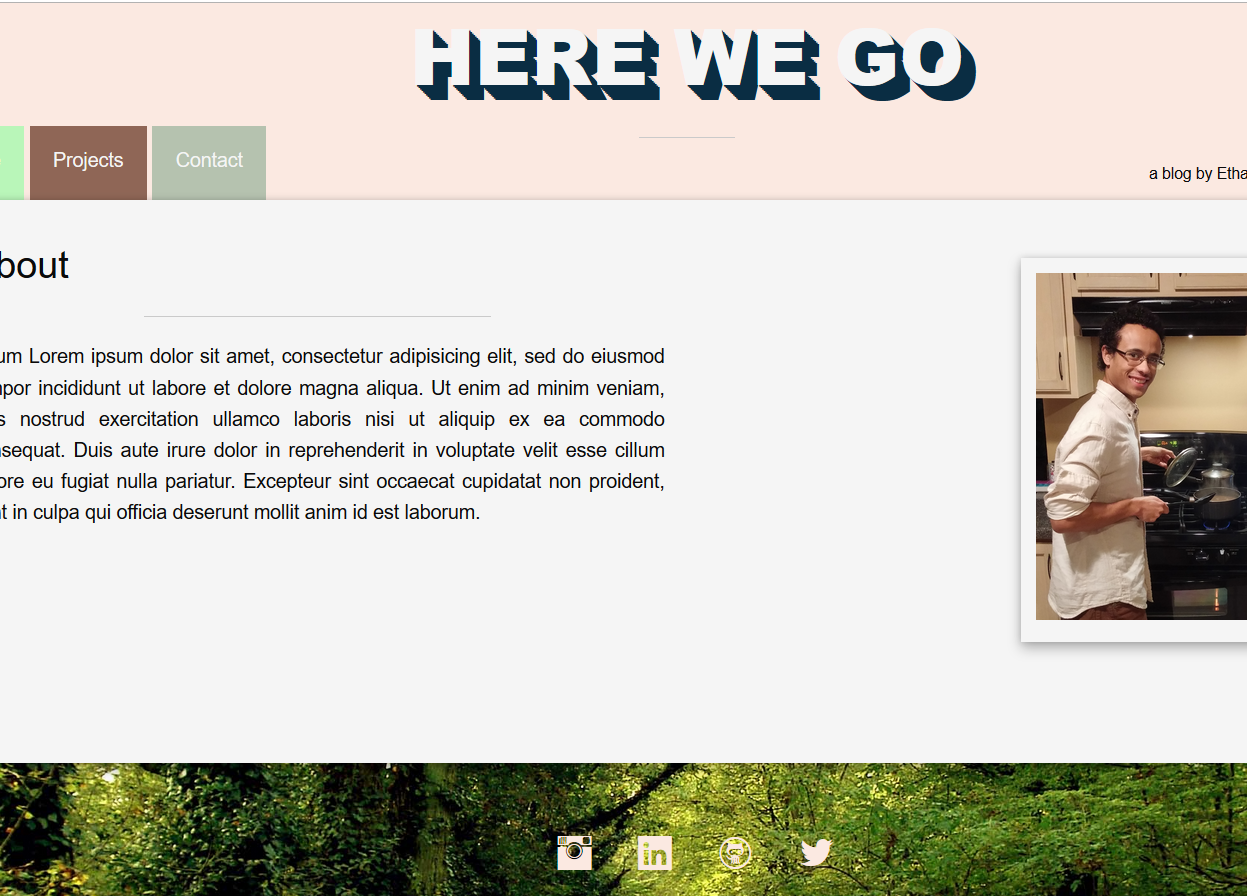 HERE WE GO
Projects
Contact
a blog by Etha
bout
um Lorem ipsum dolor sit amet, consectetur adipisicing elit, sed do eiusmod
npor incididunt ut labore et dolore magna aliqua. Ut enim ad minim veniam,
s nostrud exercitation ullamco laboris nisi ut aliquip ex ea commodo
nsequat. Duis aute irure dolor in reprehenderit in voluptate velit esse cillum
ore eu fugiat nulla pariatur. Excepteur sint occaecat cupidatat non proident,
t in culpa qui officia deserunt mollit anim id est laborum.
in